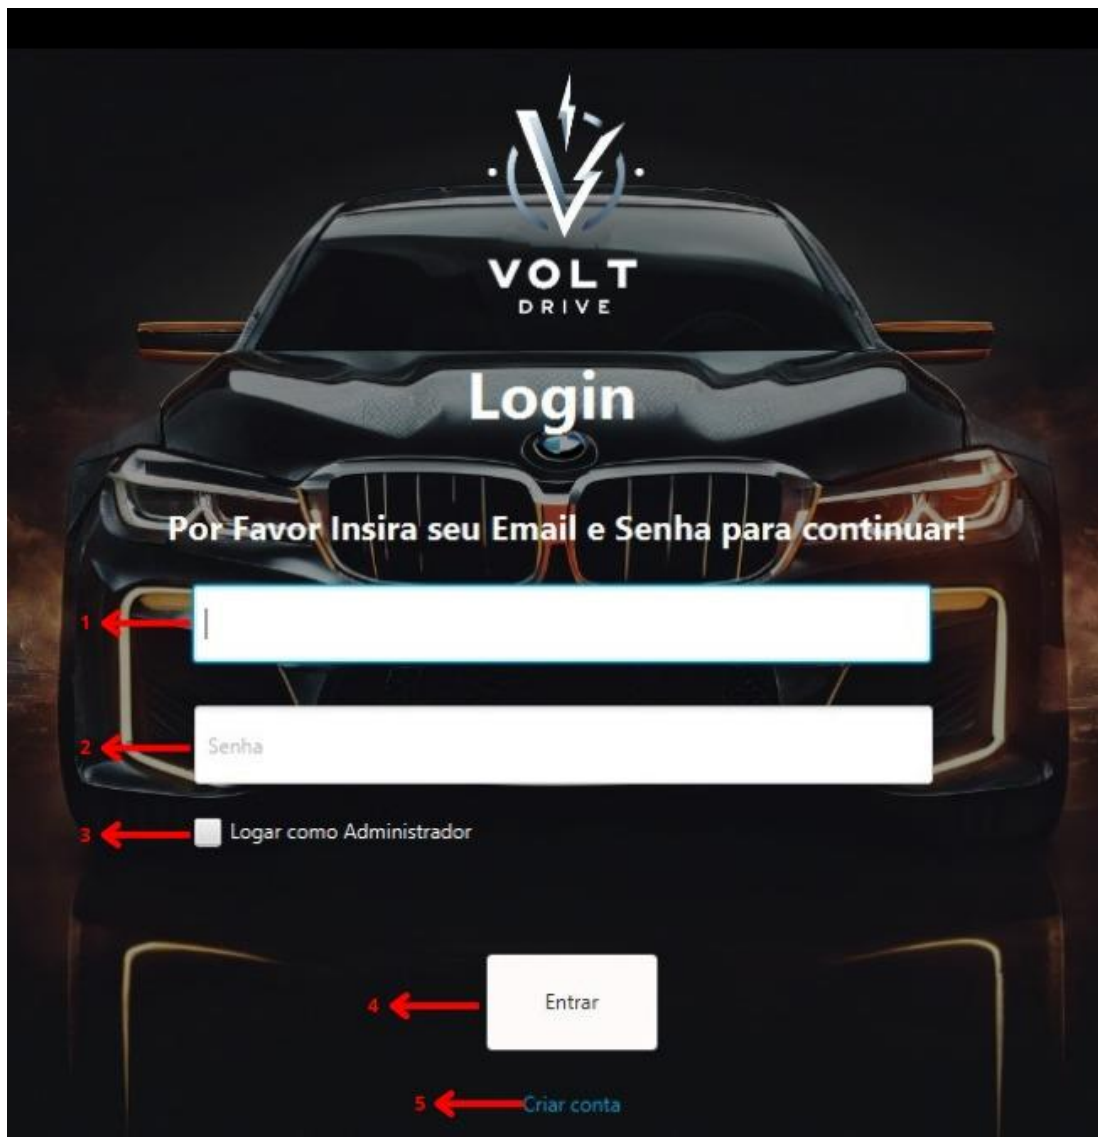 VOLT
DRIVE
Login
Por Favor Insira seu Email e Senha para continuar!
1
2 Senha
3 Logar como Administrador
4 Entrar
5 Criar conta